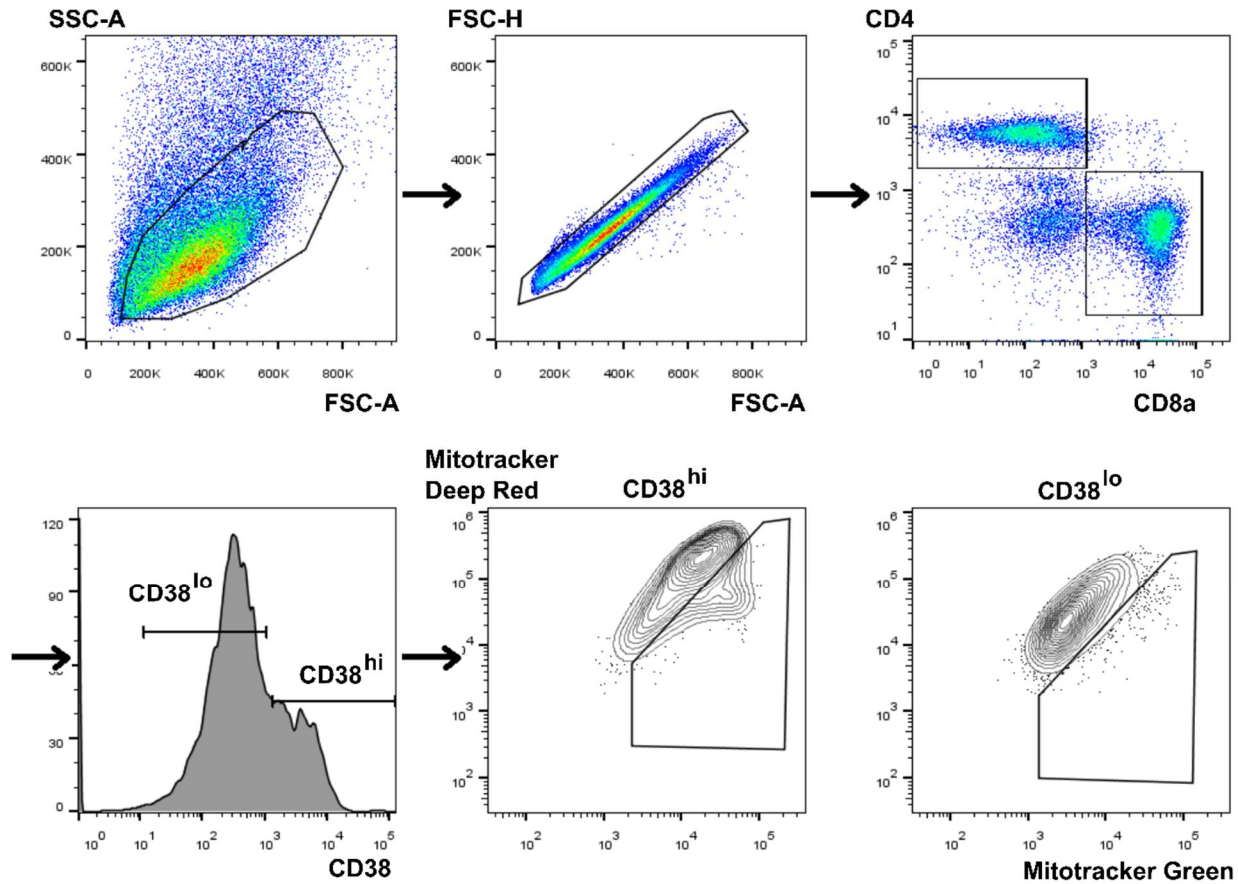 SSC-A
600K
400K
200K
0
0 200K 400K 600K 800K
FSC-A
FSC-H
600K
400K
200K
0
0 200K 400K 600K 800K
FSC-A
CD4
10^5
10^4
10^3
10^2
10^1
10^0 10^1 10^2 10^3 10^4 10^5
CD8a
120
90
30
0
CD38^lo
CD38^hi
10^0 10^1 10^2 10^3 10^4 10^5
CD38
Mitotracker
Deep Red
CD38^hi
10^6
10^5
4
10^3
10^2
10^2 10^3 10^4 10^5
CD38^lo
10^6
10^5
10^4
10^3
10^2
10^2 10^3 10^4 10^5
Mitotracker Green